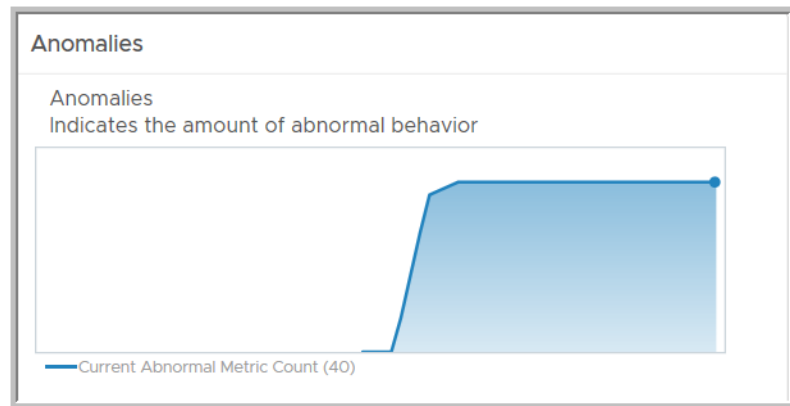 Anomalies
Anomalies
Indicates the amount of abnormal behavior
Current Abnormal Metric Count (40)